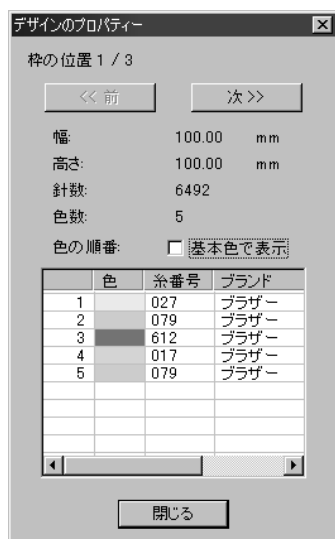 デザインのプロパティー
枠の位置 1 / 3
<< 前 次 >>
幅: 100.00 mm
高さ: 100.00 mm
針数: 6492
色数: 5
色の順番: 基本色で表示
色 糸番号 ブランド
1 027 ブラザー
2 079 ブラザー
3 612 ブラザー
4 017 ブラザー
5 079 ブラザー
閉じる